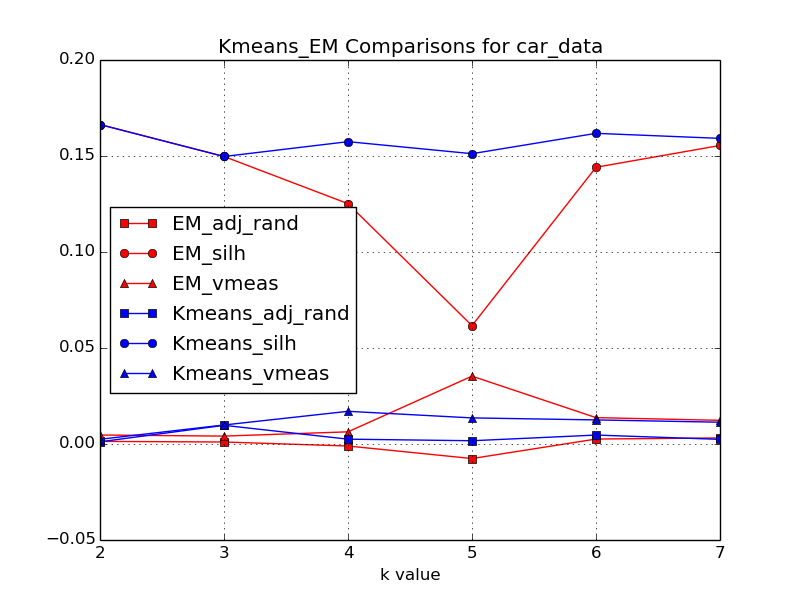 Kmeans_EM Comparisons for car_data
0.20
0.15
0.10
0.05
0.00
−0.05
EM_adj_rand
EM_silh
EM_vmeas
Kmeans_adj_rand
Kmeans_silh
Kmeans_vmeas
2 3 4 5 6 7
k value